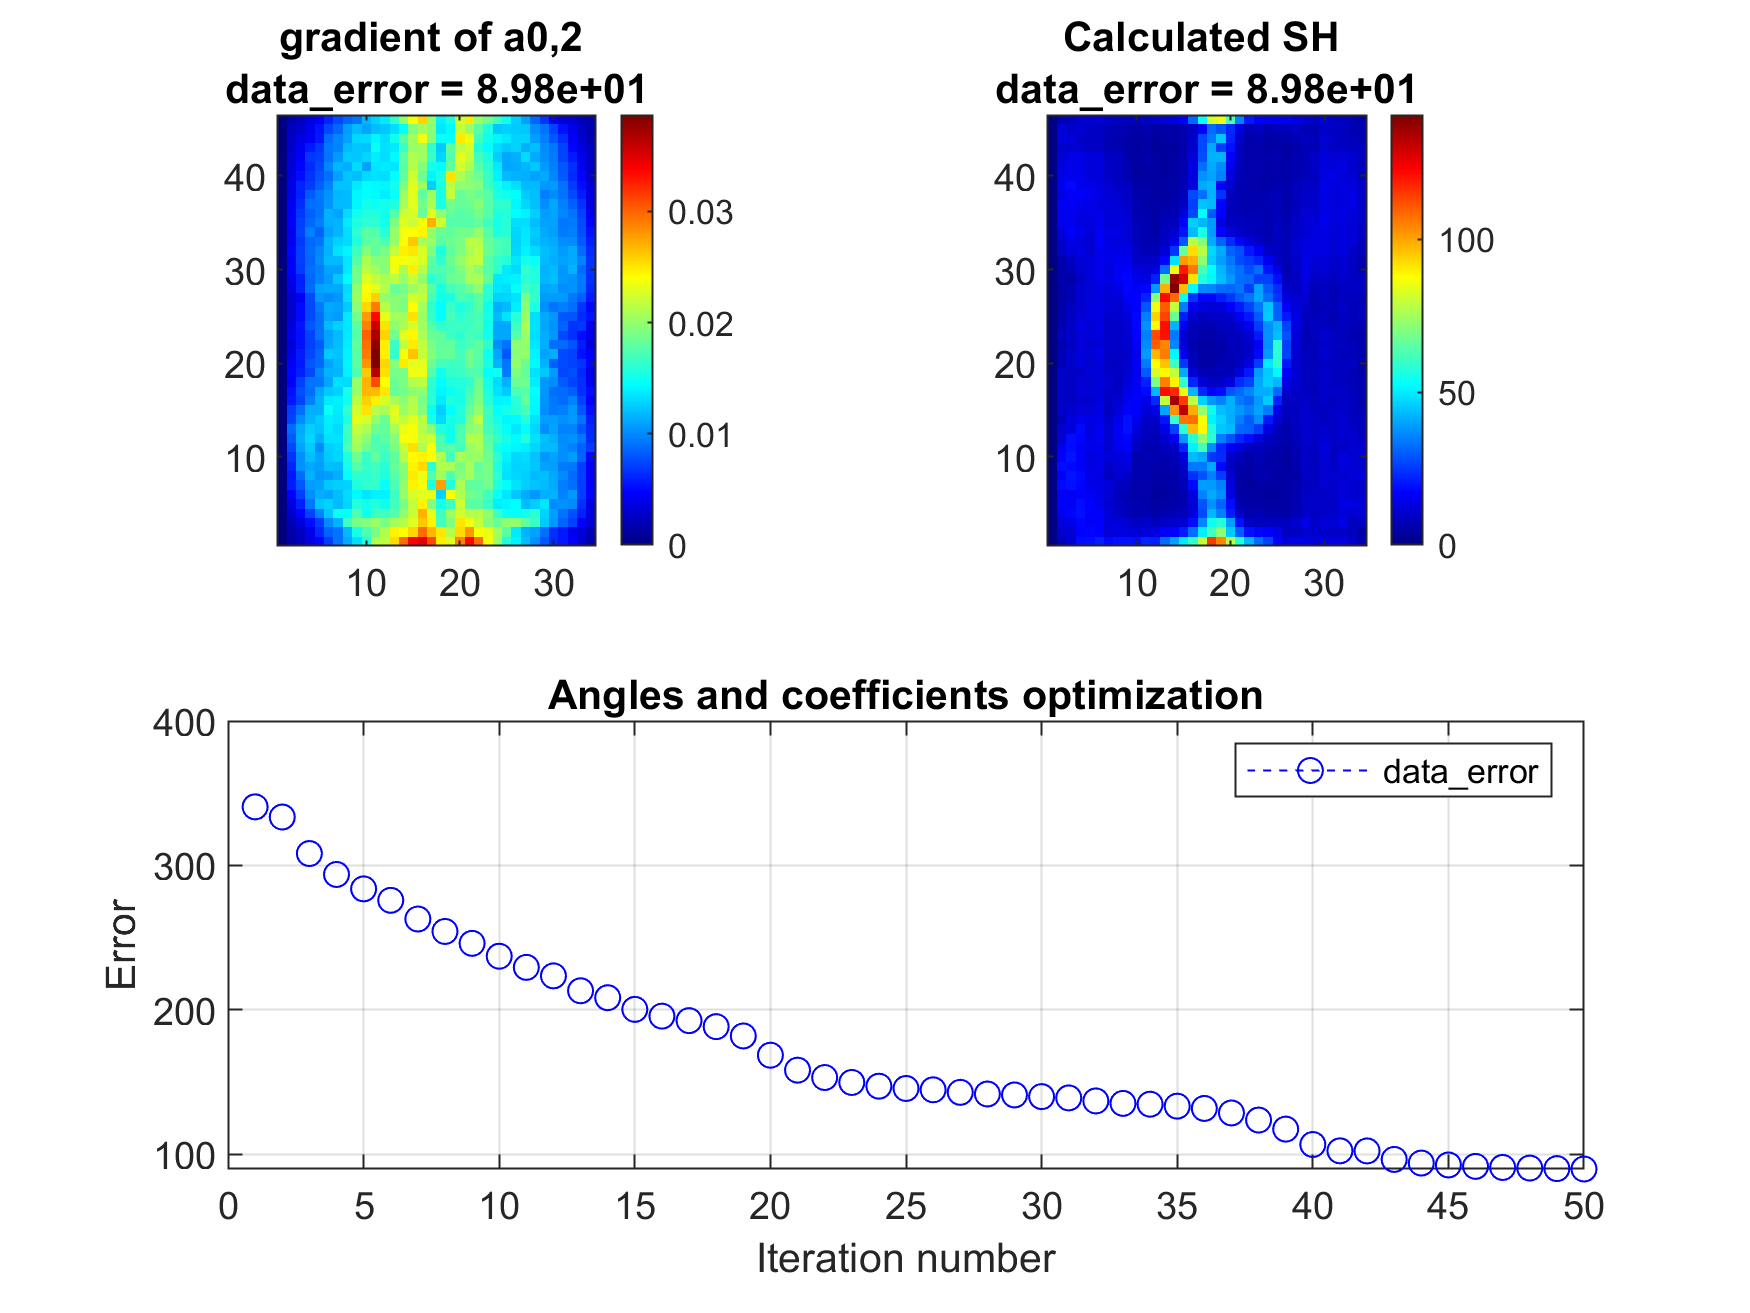 gradient of a0,2
data_error = 8.98e+01
40
30
20
10
10 20 30
0.03
0.02
0.01
0
Calculated SH
data_error = 8.98e+01
40
30
20
10
10 20 30
100
50
0
Angles and coefficients optimization
400
300
200
100
Error
data_error
0 5 10 15 20 25 30 35 40 45 50
Iteration number